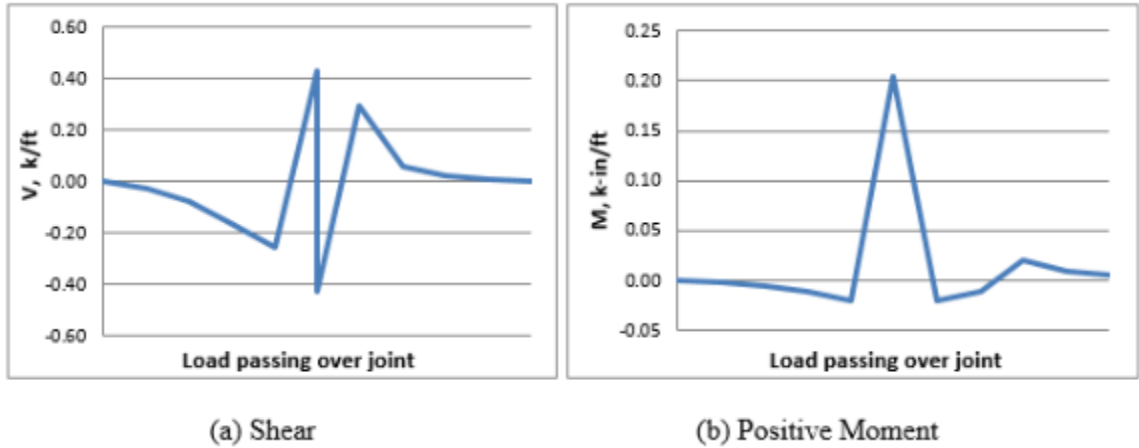 0.60
0.40
0.20
0.00
-0.20
-0.40
-0.60
V, k/ft
Load passing over joint
0.25
0.20
0.15
0.10
0.05
0.00
-0.05
M, k-in/ft
Load passing over joint
(a) Shear
(b) Positive Moment